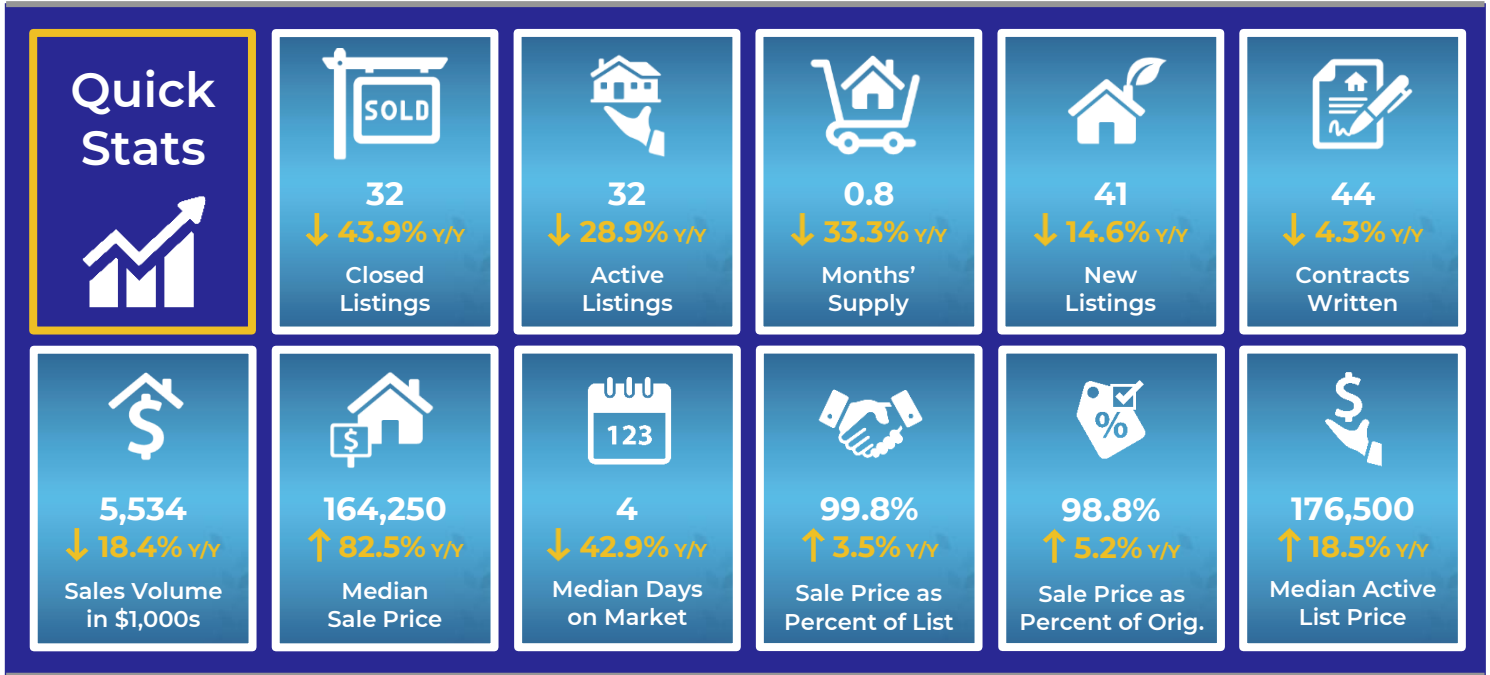 Quick
Stats
SOLD
32
↓ 43.9% Y/Y
Closed
Listings
32
↓ 28.9% Y/Y
Active
Listings
0.8
↓ 33.3% Y/Y
Months’
Supply
41
↓ 14.6% Y/Y
New
Listings
44
↓ 4.3% Y/Y
Contracts
Written
$
5,534
↓ 18.4% Y/Y
Sales Volume
in $1,000s
$
164,250
↑ 82.5% Y/Y
Median
Sale Price
123
4
↓ 42.9% Y/Y
Median Days
on Market
99.8%
↑ 3.5% Y/Y
Sale Price as
Percent of List
%
98.8%
↑ 5.2% Y/Y
Sale Price as
Percent of Orig.
$
176,500
↑ 18.5% Y/Y
Median Active
List Price